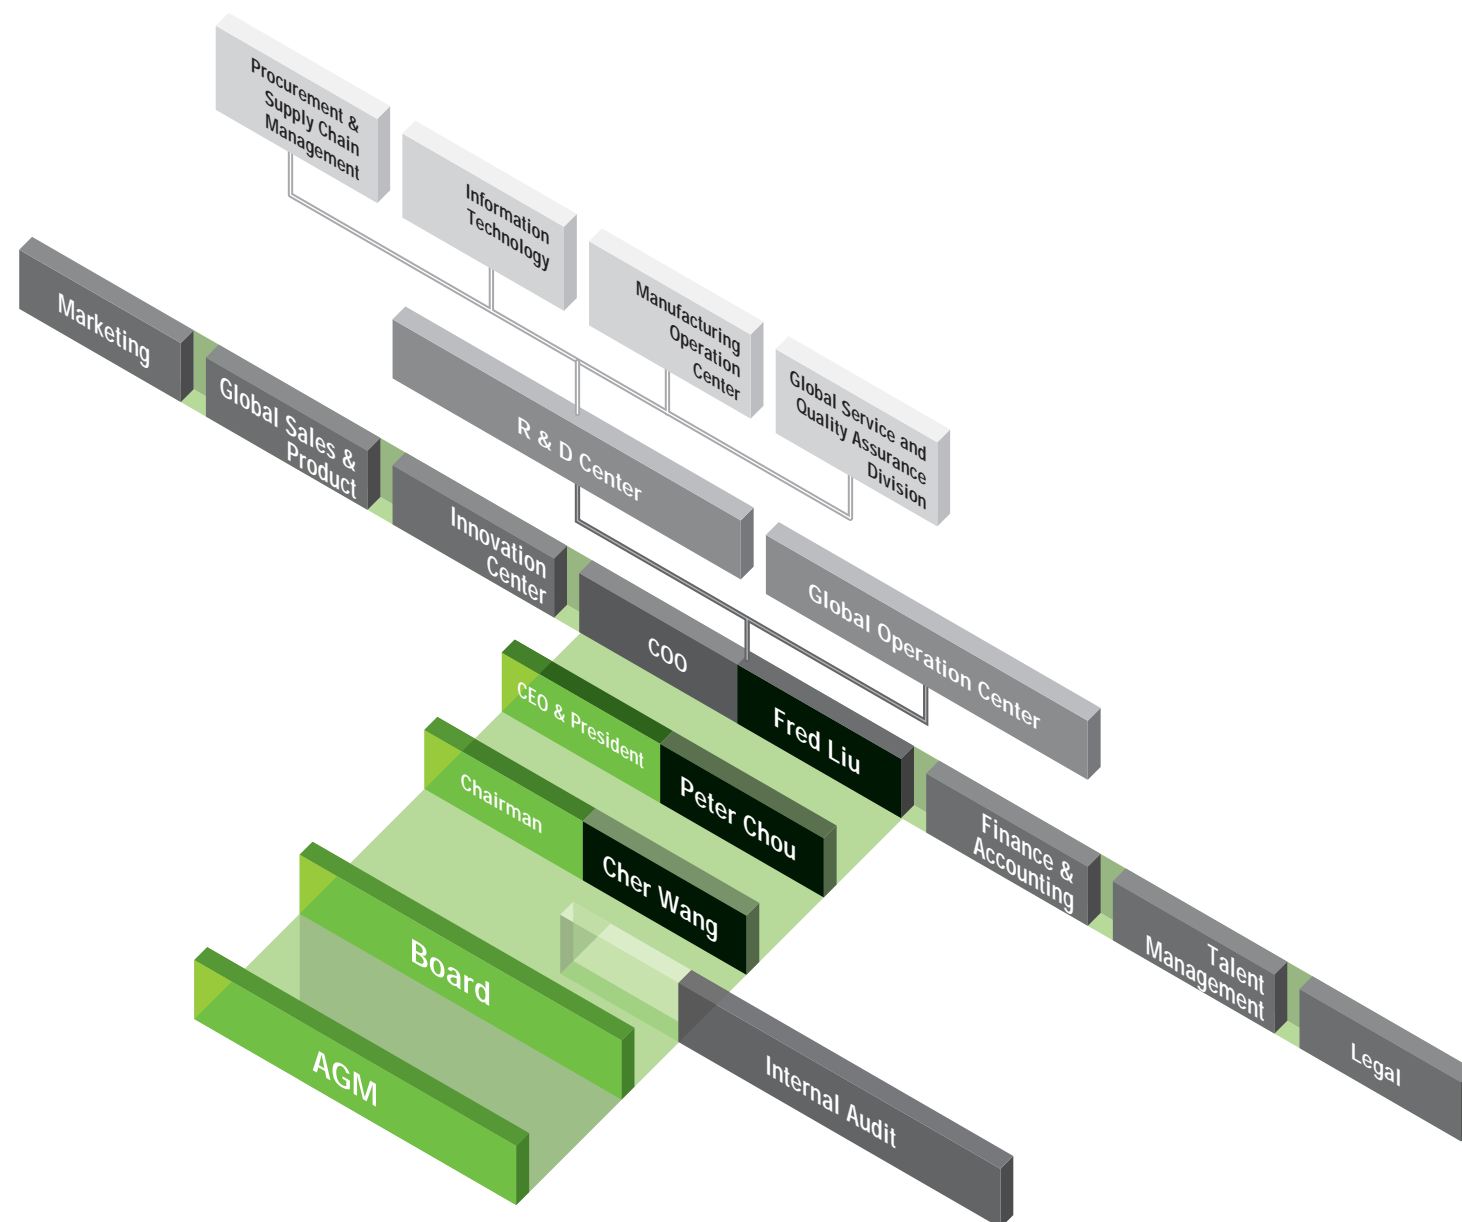 Procurement &
Supply Chain
Management
Information
Technology
Manufacturing
Operation
Center
Global Service and
Quality Assurance
Division
Marketing
Global Sales &
Product
Innovation
Center
R & D Center
Global Operation Center
COO
Fred Liu
CEO & President
Peter Chou
Chairman
Cher Wang
Finance &
Accounting
Talent
Management
Legal
Board
Internal Audit
AGM